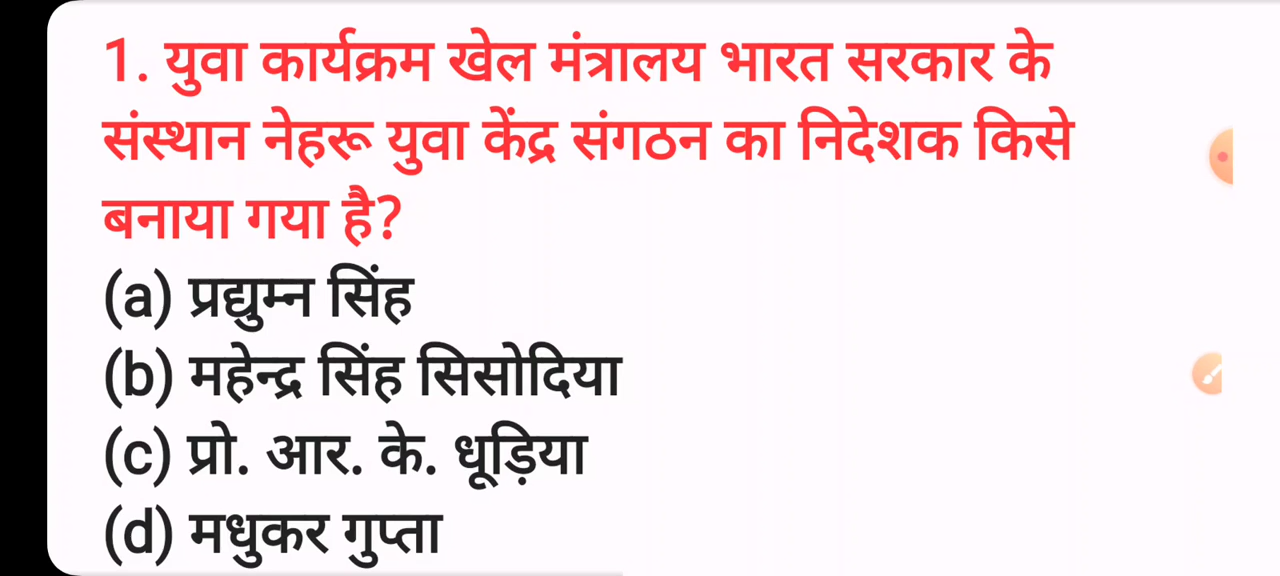 1. युवा कार्यक्रम खेल मंत्रालय भारत सरकार के
संस्थान नेहरू युवा केंद्र संगठन का निदेशक किसे
बनाया गया है?
(a) प्रद्युम्न सिंह
(b) महेन्द्र सिंह सिसोदिया
(c) प्रो. आर. के. धूड़िया
(d) मधुकर गुप्ता